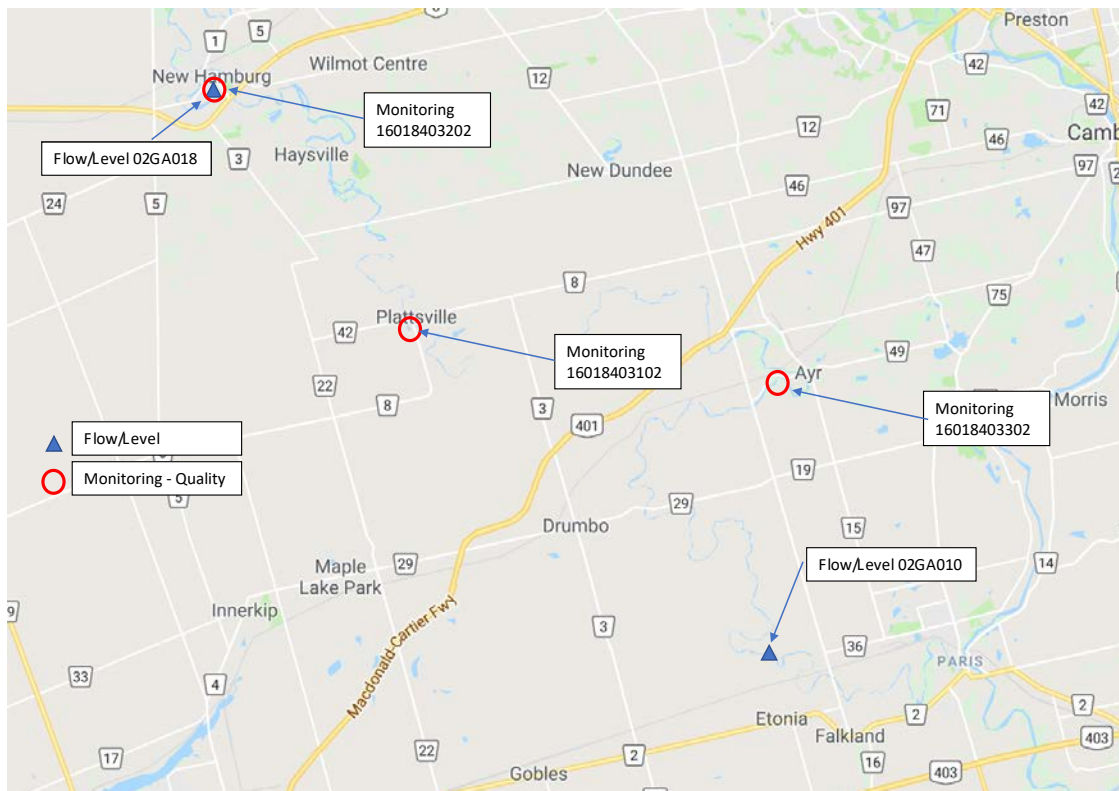 Preston
1
5
8
New Hamburg
Wilmot Centre
12
42
42
Monitoring
16018403202
71
Flow/Level 02GA018
3
Haysville
12
46
Camb
New Dundee
97
2
24
5
46
97
Hwy 401
47
8
75
Plattsville
42
Monitoring
16018403102
49
Ayr
22
8
3
Monitoring
16018403302
Morris
401
Flow/Level
Monitoring - Quality
5
19
29
Drumbo
15
Flow/Level 02GA010
Maple
Lake Park
29
14
Innerkip
9
3
36
Macdonald-Cartier Fwy
PARIS
33
4
Etonia
2
2
Falkland
403
17
22
2
Gobles
16
403